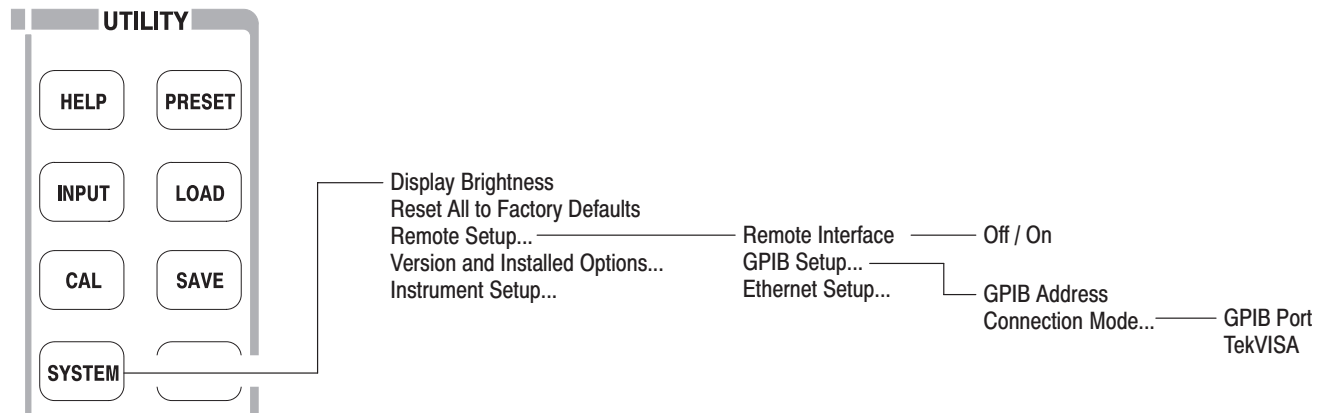 UTILITY
HELP
PRESET
INPUT
LOAD
CAL
SAVE
SYSTEM
Display Brightness
Reset All to Factory Defaults
Remote Setup...
Version and Installed Options...
Instrument Setup...
Remote Interface
GPIB Setup...
Ethernet Setup...
Off / On
GPIB Address
Connection Mode...
GPIB Port
TekVISA